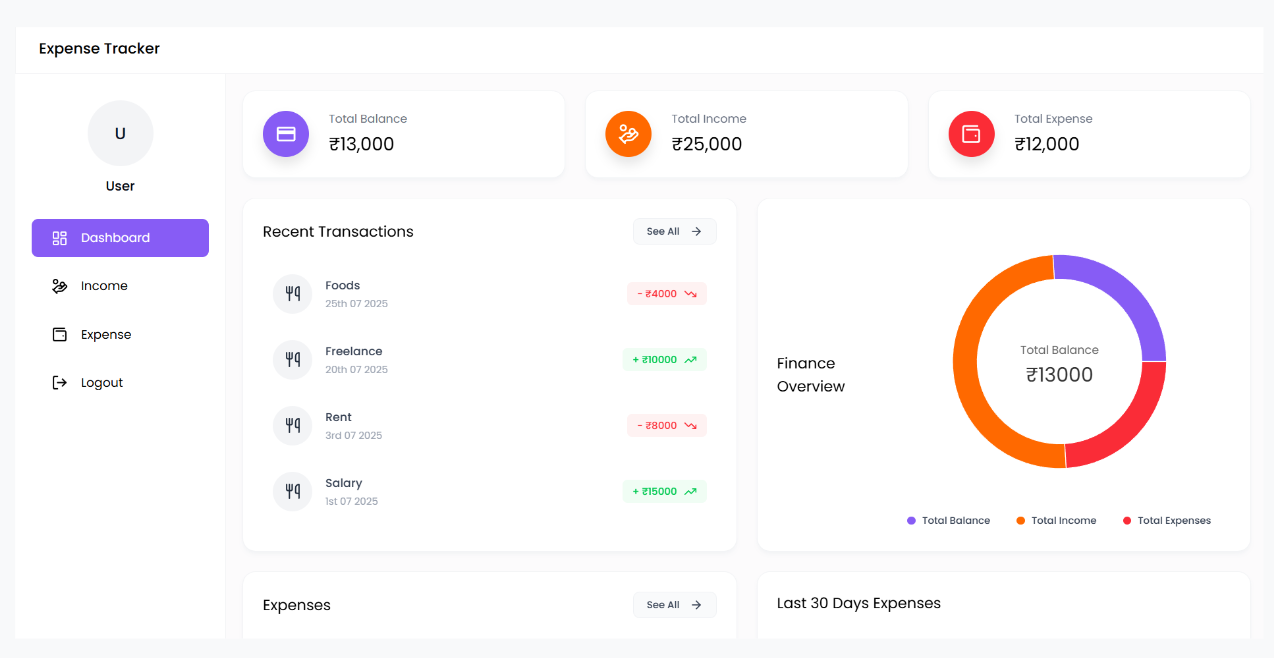 Expense Tracker
U
User
Dashboard
Income
Expense
Logout
Total Balance
₹13,000
Total Income
₹25,000
Total Expense
₹12,000
Recent Transactions
See All
Foods
25th 07 2025
- ₹4000
Freelance
20th 07 2025
+ ₹10000
Rent
3rd 07 2025
- ₹8000
Salary
1st 07 2025
+ ₹15000
Finance
Overview
Total Balance
₹13000
Total Balance
Total Income
Total Expenses
Expenses
See All
Last 30 Days Expenses